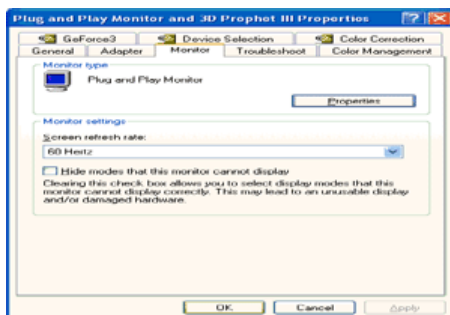 Plug and Play Monitor and 3D Prophet III Properties
GeForce3 Device Selection Color Correction
General Adapter Monitor Troubleshoot Color Management
Monitor type
Plug and Play Monitor
Properties
Monitor settings
Screen refresh rate:
60 Hertz
Hide modes that this monitor cannot display
Clearing this check box allows you to select display modes that this
monitor cannot display correctly. This may lead to an unusable display
and/or damaged hardware.
OK Cancel Apply